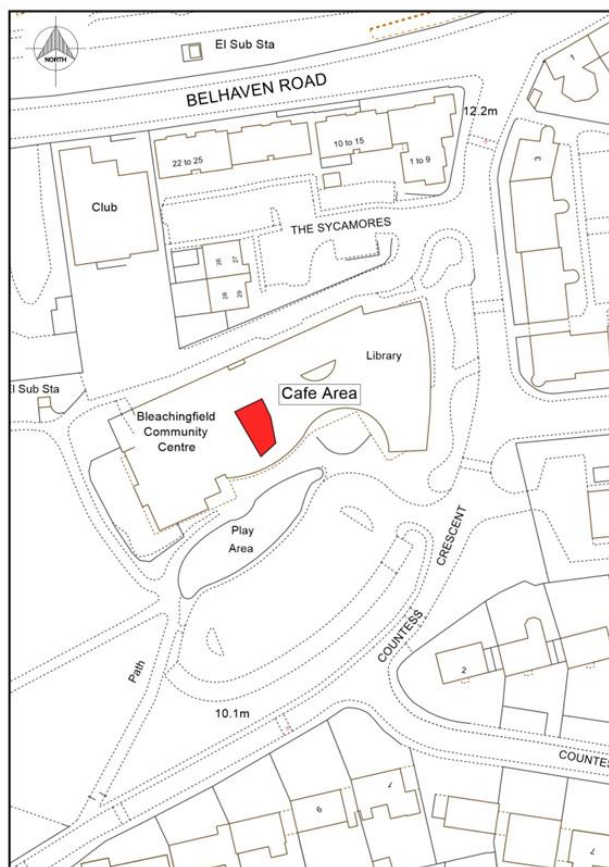 El Sub Sta
NORTH
BELHAVEN ROAD
1
12.2m
22 to 25
10 to 15
1 to 9
3
Club
THE SYCAMORES
26
27
28
29
Library
El Sub Sta
Cafe Area
Bleachingfield
Community
Centre
Play
Area
CRESCENT
COUNTESS
Path
2
10.1m
COUNTES